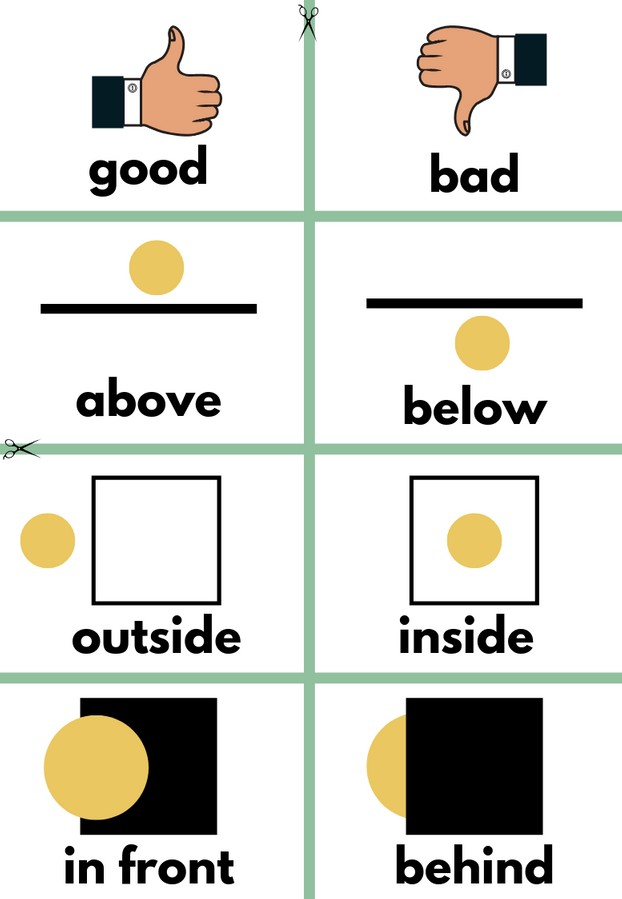 good
bad
above
below
outside
inside
in front
behind